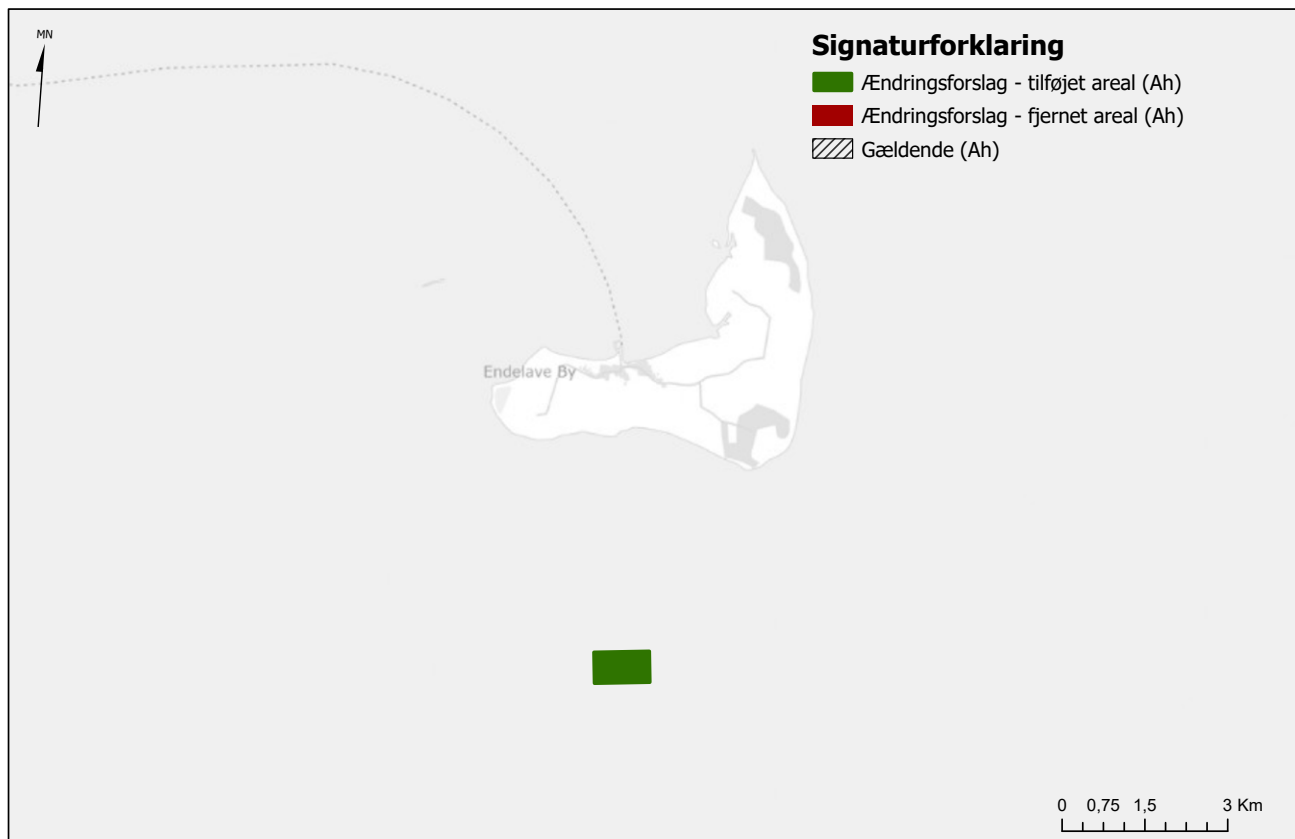 MN
Signaturforklaring
Ændringsforslag - tilføjet areal (Ah)
Ændringsforslag - fjernet areal (Ah)
Gældende (Ah)
Endelave By
0 0,75 1,5 3 Km